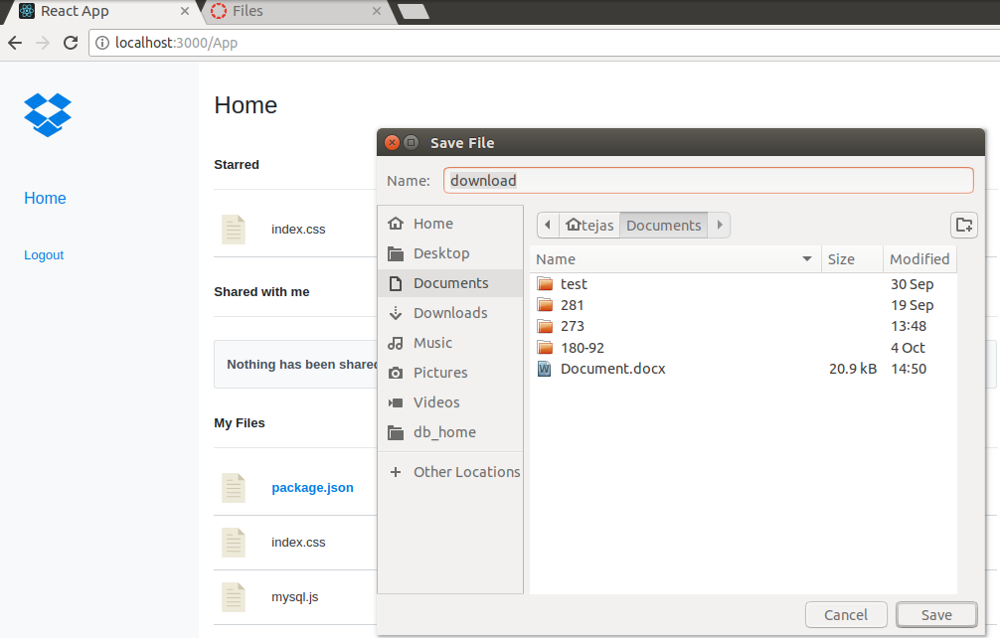 React App
Files
localhost:3000/App
Home
Home
Logout
Starred
index.css
Shared with me
Nothing has been shared
My Files
package.json
index.css
mysql.js
Save File
Name: download
Home
Desktop
Documents
Downloads
Music
Pictures
Videos
db_home
Other Locations
tejas Documents
Name Size Modified
test 30 Sep
281 19 Sep
273 13:48
180-92 4 Oct
Document.docx 20.9 kB 14:50
Cancel Save